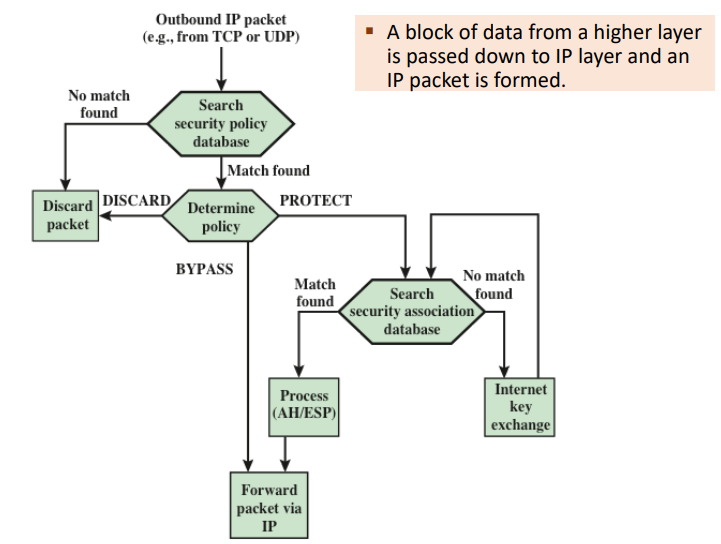 Outbound IP packet
(e.g., from TCP or UDP)
▪ A block of data from a higher layer
is passed down to IP layer and an
IP packet is formed.
No match
found
Search
security policy
database
Match found
Discard
packet
DISCARD
Determine
policy
PROTECT
BYPASS
Match
found
Search
security association
database
No match
found
Process
(AH/ESP)
Internet
key
exchange
Forward
packet via
IP